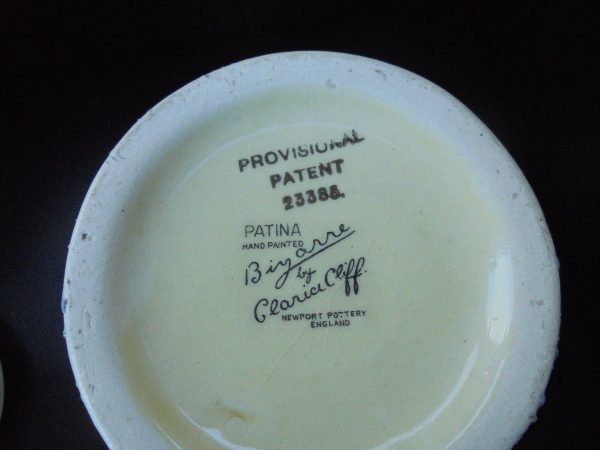 PROVISIONAL
PATENT
23385.
PATINA
HAND PAINTED
Bizarre
by
Clarice Cliff.
NEWPORT POTTERY
ENGLAND